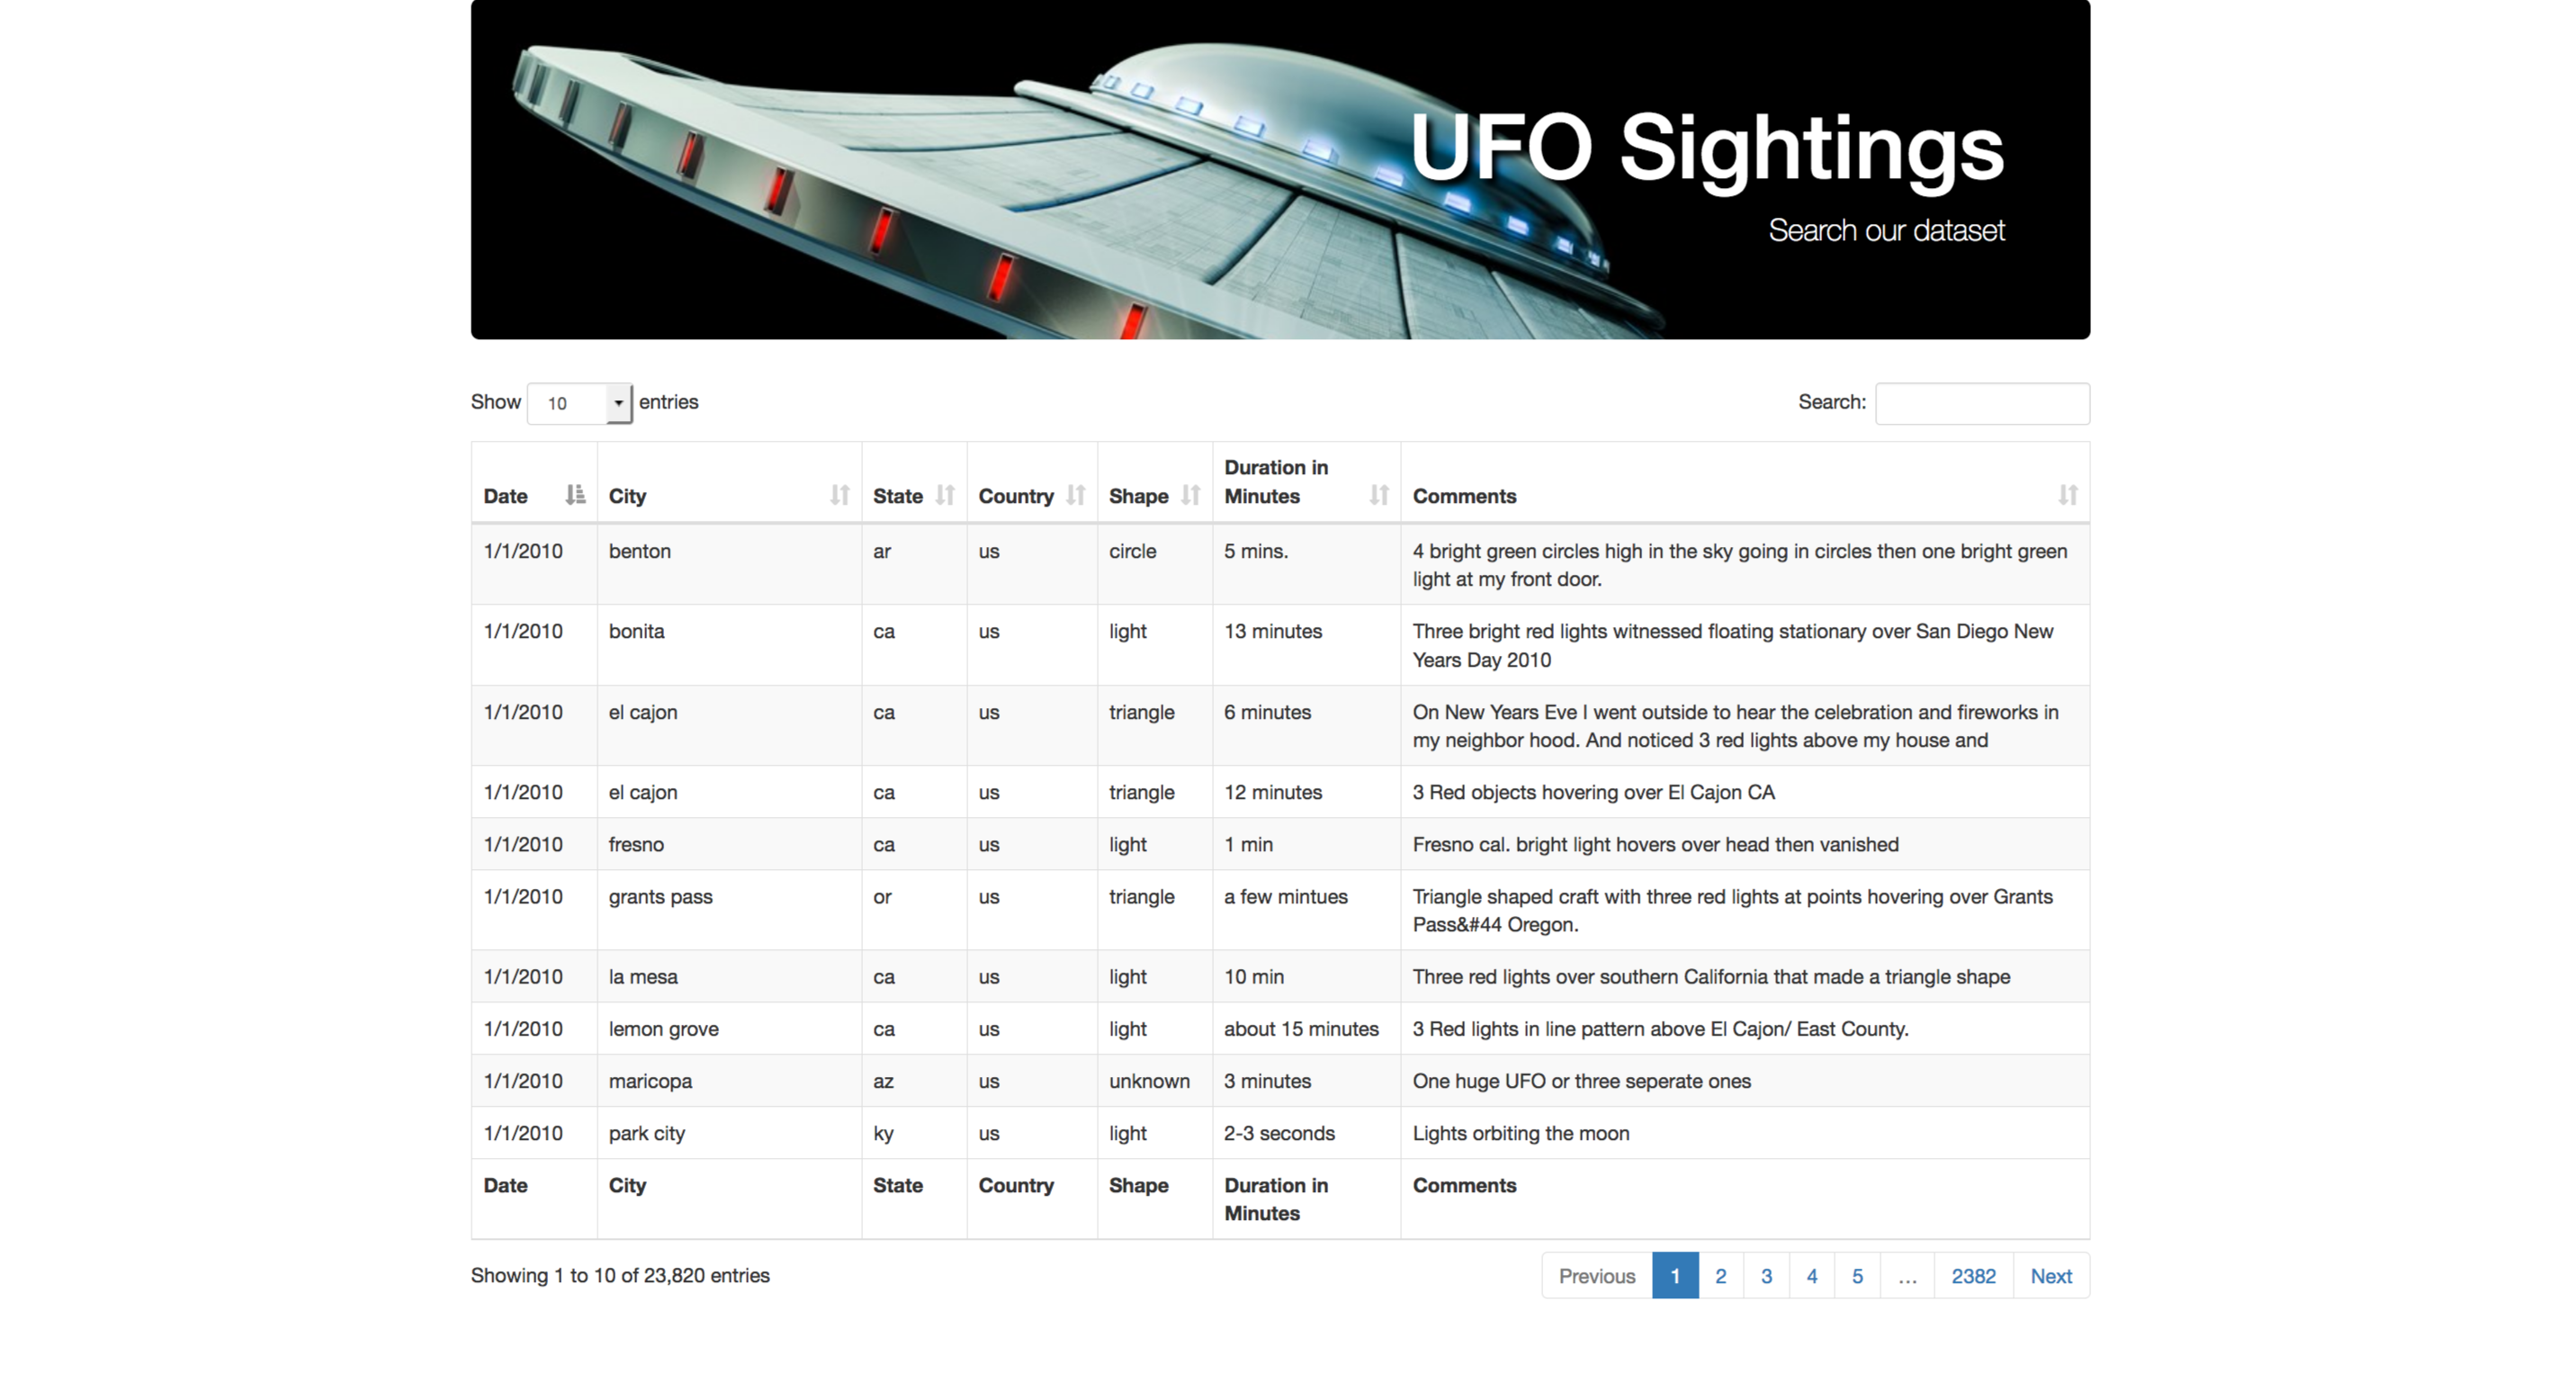 UFO Sightings
Search our dataset
Show 10 entries
Search:
Date City State Country Shape Duration in Minutes Comments
1/1/2010 benton ar us circle 5 mins. 4 bright green circles high in the sky going in circles then one bright green
light at my front door.
1/1/2010 bonita ca us light 13 minutes Three bright red lights witnessed floating stationary over San Diego New
Years Day 2010
1/1/2010 el cajon ca us triangle 6 minutes On New Years Eve I went outside to hear the celebration and fireworks in
my neighbor hood. And noticed 3 red lights above my house and
1/1/2010 el cajon ca us triangle 12 minutes 3 Red objects hovering over El Cajon CA
1/1/2010 fresno ca us light 1 min Fresno cal. bright light hovers over head then vanished
1/1/2010 grants pass or us triangle a few mintues Triangle shaped craft with three red lights at points hovering over Grants
Pass&#44 Oregon.
1/1/2010 la mesa ca us light 10 min Three red lights over southern California that made a triangle shape
1/1/2010 lemon grove ca us light about 15 minutes 3 Red lights in line pattern above El Cajon/ East County.
1/1/2010 maricopa az us unknown 3 minutes One huge UFO or three seperate ones
1/1/2010 park city ky us light 2-3 seconds Lights orbiting the moon
Date City State Country Shape Duration in Minutes Comments
Showing 1 to 10 of 23,820 entries
Previous 1 2 3 4 5 ... 2382 Next